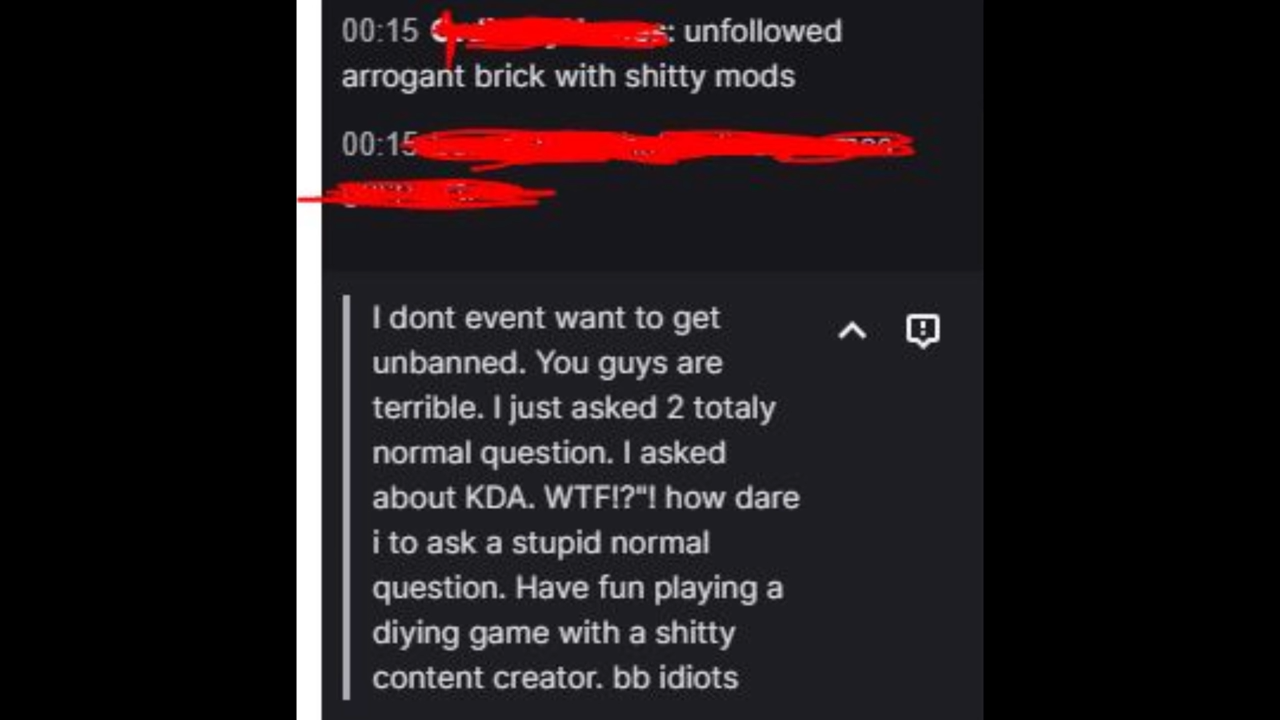 00:15 : unfollowed
arrogant brick with shitty mods
00:15
I dont event want to get
unbanned. You guys are
terrible. I just asked 2 totaly
normal question. I asked
about KDA. WTF!?"! how dare
i to ask a stupid normal
question. Have fun playing a
diying game with a shitty
content creator. bb idiots